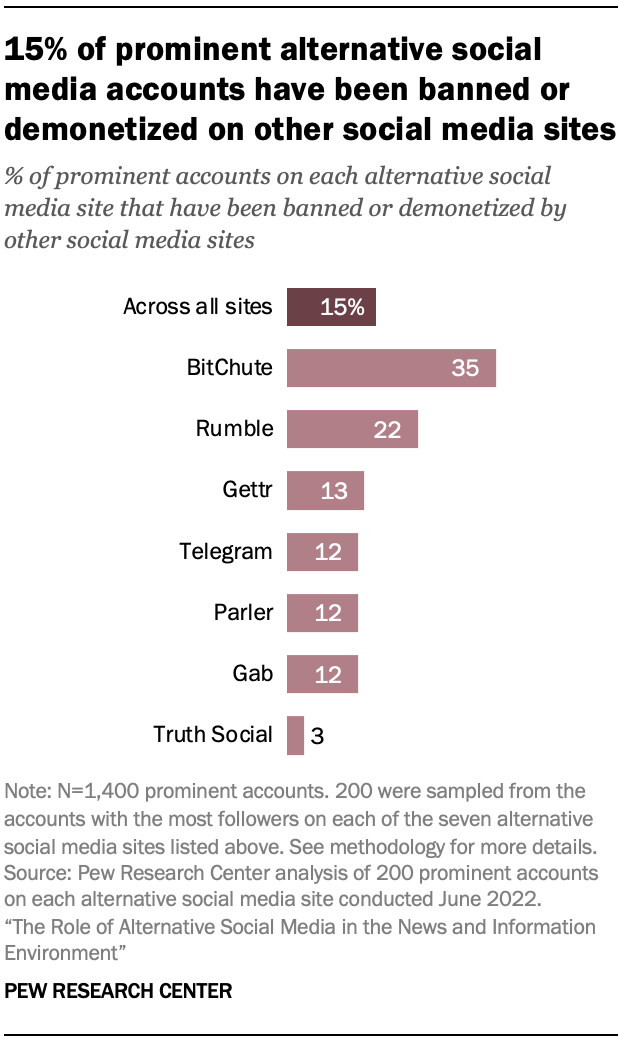 15% of prominent alternative social
media accounts have been banned or
demonetized on other social media sites
% of prominent accounts on each alternative social
media site that have been banned or demonetized by
other social media sites
Across all sites 15%
BitChute 35
Rumble 22
Gettr 13
Telegram 12
Parler 12
Gab 12
Truth Social 3
Note: N=1,400 prominent accounts. 200 were sampled from the
accounts with the most followers on each of the seven alternative
social media sites listed above. See methodology for more details.
Source: Pew Research Center analysis of 200 prominent accounts
on each alternative social media site conducted June 2022.
“The Role of Alternative Social Media in the News and Information
Environment”
PEW RESEARCH CENTER